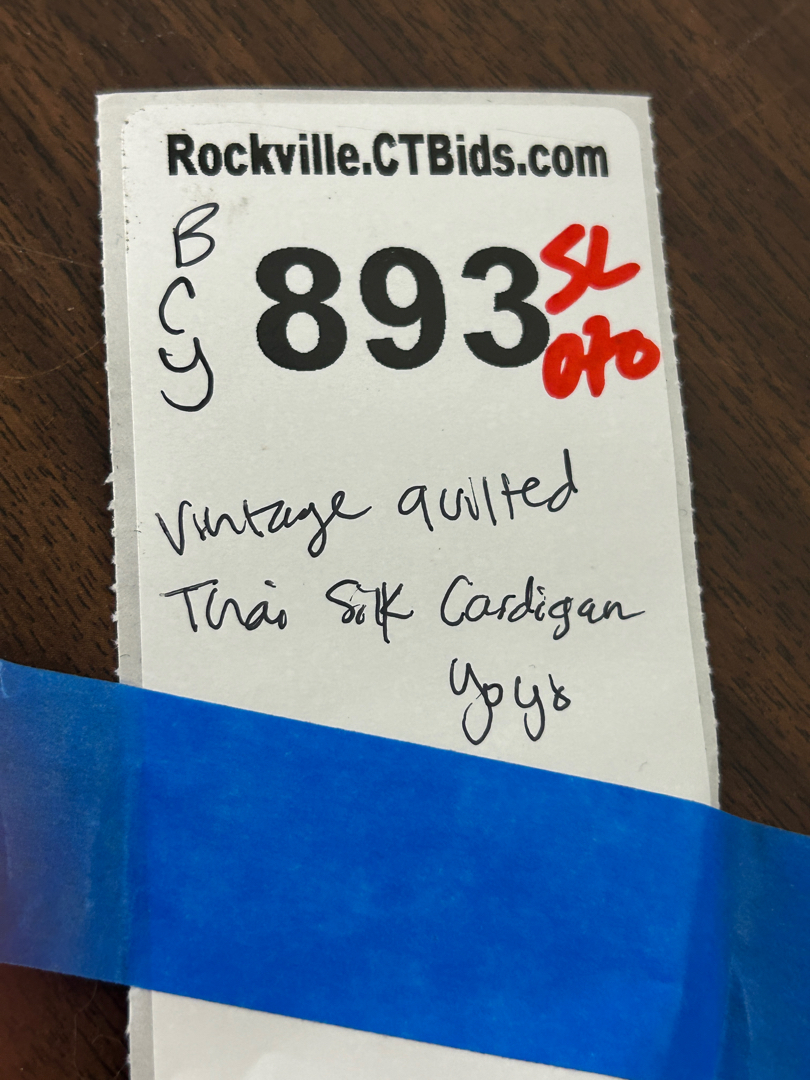 Rockville.CTBids.com
B
C
Y
893
SL
070
Vintage quilted
Thai Silk Cardigan